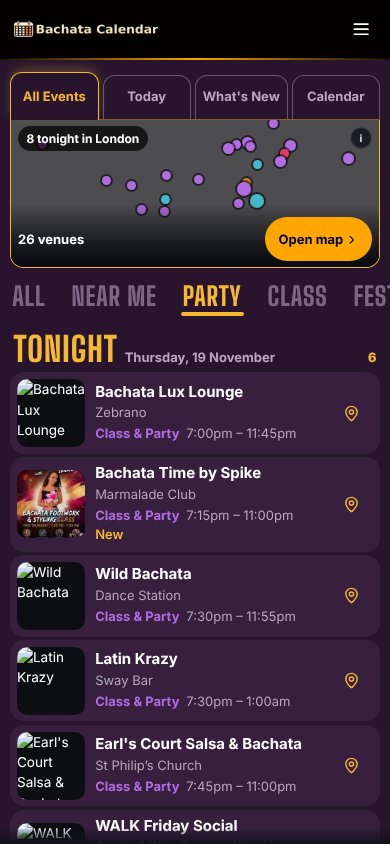 Bachata Calendar
All Events
Today
What's New
Calendar
8 tonight in London
i
26 venues
Open map
ALL
NEAR ME
PARTY
CLASS
FEST
TONIGHT
Thursday, 19 November
6
Bachata
Lux
Lounge
Bachata Lux Lounge
Zebrano
Class & Party 7:00pm – 11:45pm
BACHATA FOOTWORK
& STYLING CLASS
Bachata Time by Spike
Marmalade Club
Class & Party 7:15pm – 11:00pm
New
Wild
Bachata
Wild Bachata
Dance Station
Class & Party 7:30pm – 11:55pm
Latin
Krazy
Latin Krazy
Sway Bar
Class & Party 7:30pm – 1:00am
Earl's
Court
Salsa &
Earl's Court Salsa & Bachata
St Philip's Church
Class & Party 7:45pm – 11:00pm
WALK
WALK Friday Social